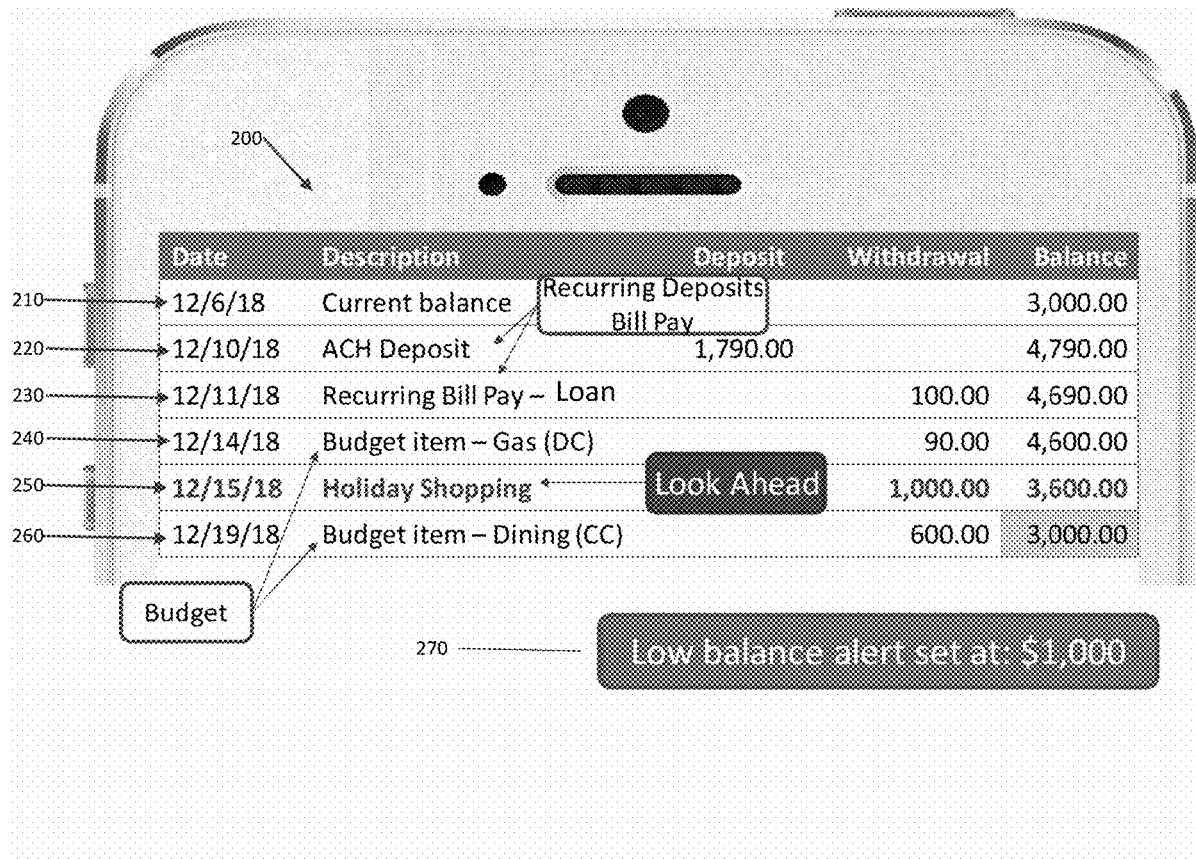 200
Date Description Deposit Withdrawal Balance
210 12/6/18 Current balance 3,000.00
Recurring Deposits
Bill Pay
220 12/10/18 ACH Deposit 1,790.00 4,790.00
230 12/11/18 Recurring Bill Pay – Loan 100.00 4,690.00
240 12/14/18 Budget item – Gas (DC) 90.00 4,600.00
250 12/15/18 Holiday Shopping Look Ahead 1,000.00 3,600.00
260 12/19/18 Budget item – Dining (CC) 600.00 3,000.00
Budget
270 Low balance alert set at: $1,000